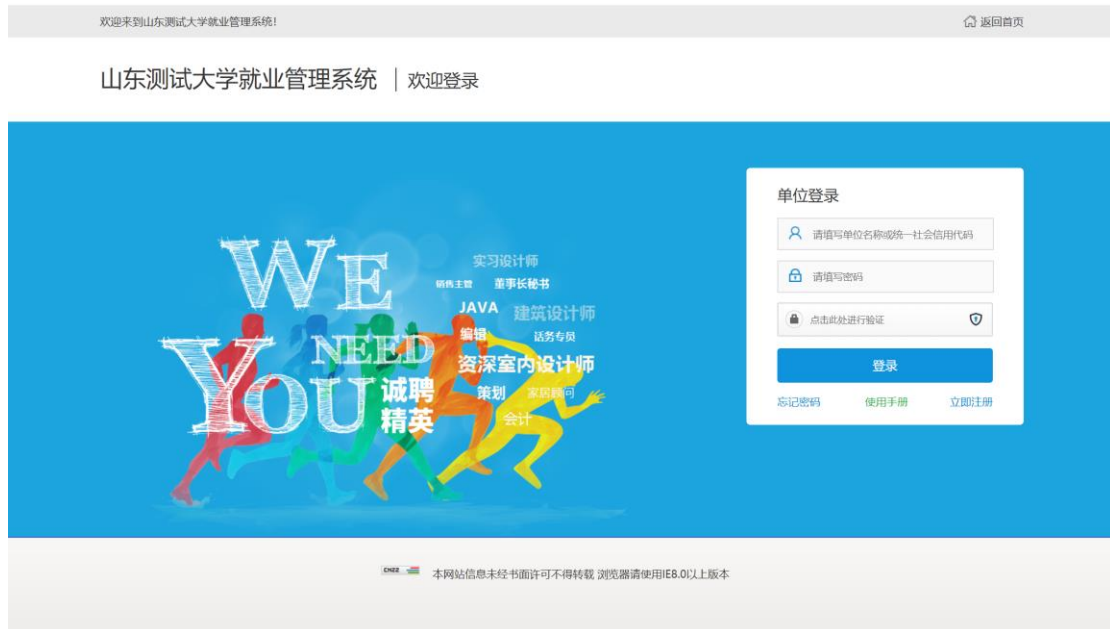 欢迎来到山东测试大学就业管理系统!
返回首页
山东测试大学就业管理系统 | 欢迎登录
WE
NEED
YOU
诚聘
精英
实习设计师
销售主管 董事长秘书
JAVA 建筑设计师
编辑 话务专员
资深室内设计师
策划 家居顾问
会计
单位登录
请填写单位名称或统一社会信用代码
请填写密码
点击此处进行验证
登录
忘记密码 使用手册 立即注册
CNZZ
本网站信息未经书面许可不得转载 浏览器请使用IE8.0以上版本